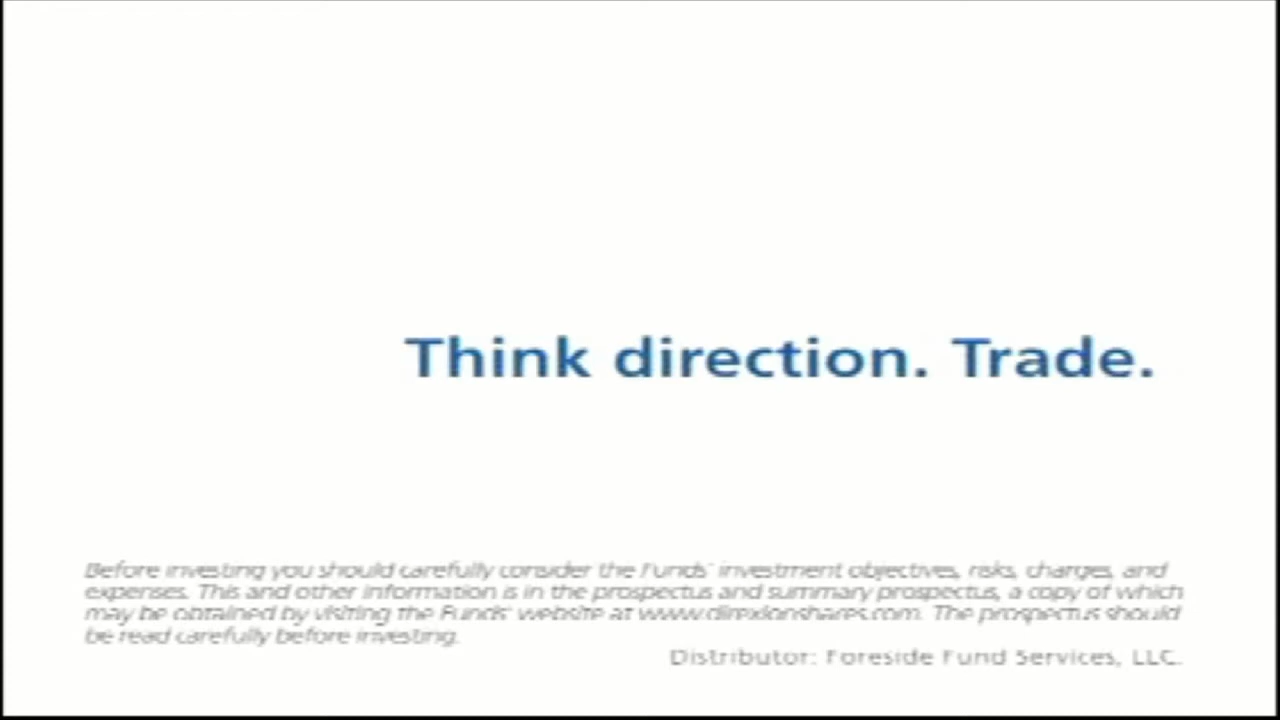 Think direction. Trade.
Before investing you should carefully consider the Funds' investment objectives, risks, charges, and
expenses. This and other information is in the prospectus and summary prospectus, a copy of which
may be obtained by visiting the Funds' website at www.direxionshares.com. The prospectus should
be read carefully before investing.
Distributor: Foreside Fund Services, LLC.